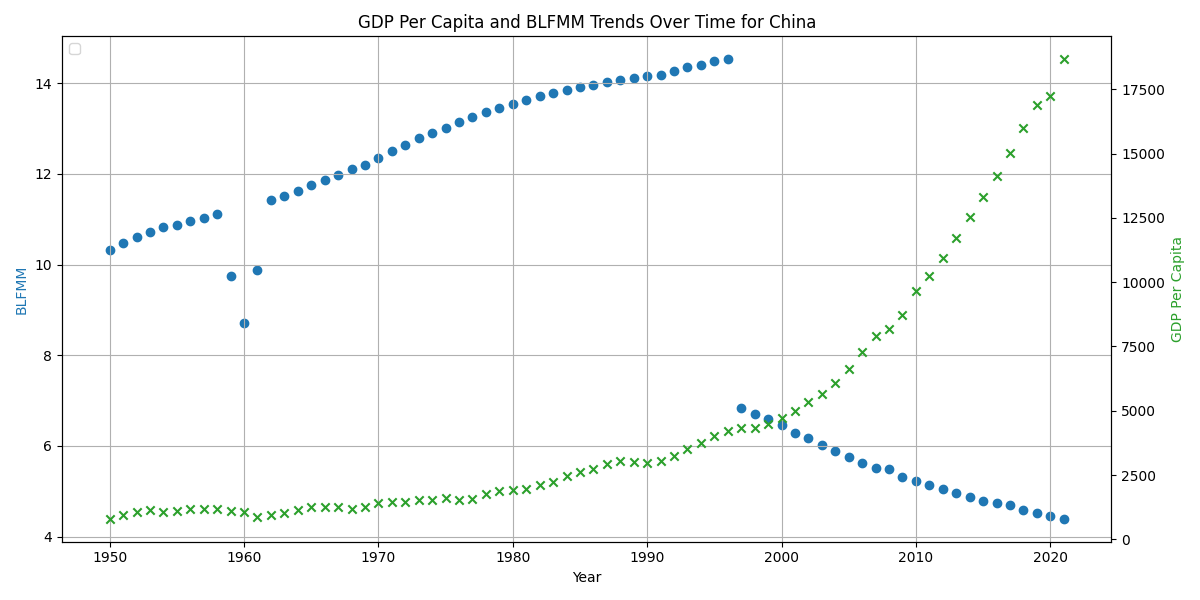 GDP Per Capita and BLFMM Trends Over Time for China
14
12
10
8
6
4
BLFMM
17500
15000
12500
10000
7500
5000
2500
0
GDP Per Capita
1950 1960 1970 1980 1990 2000 2010 2020
Year